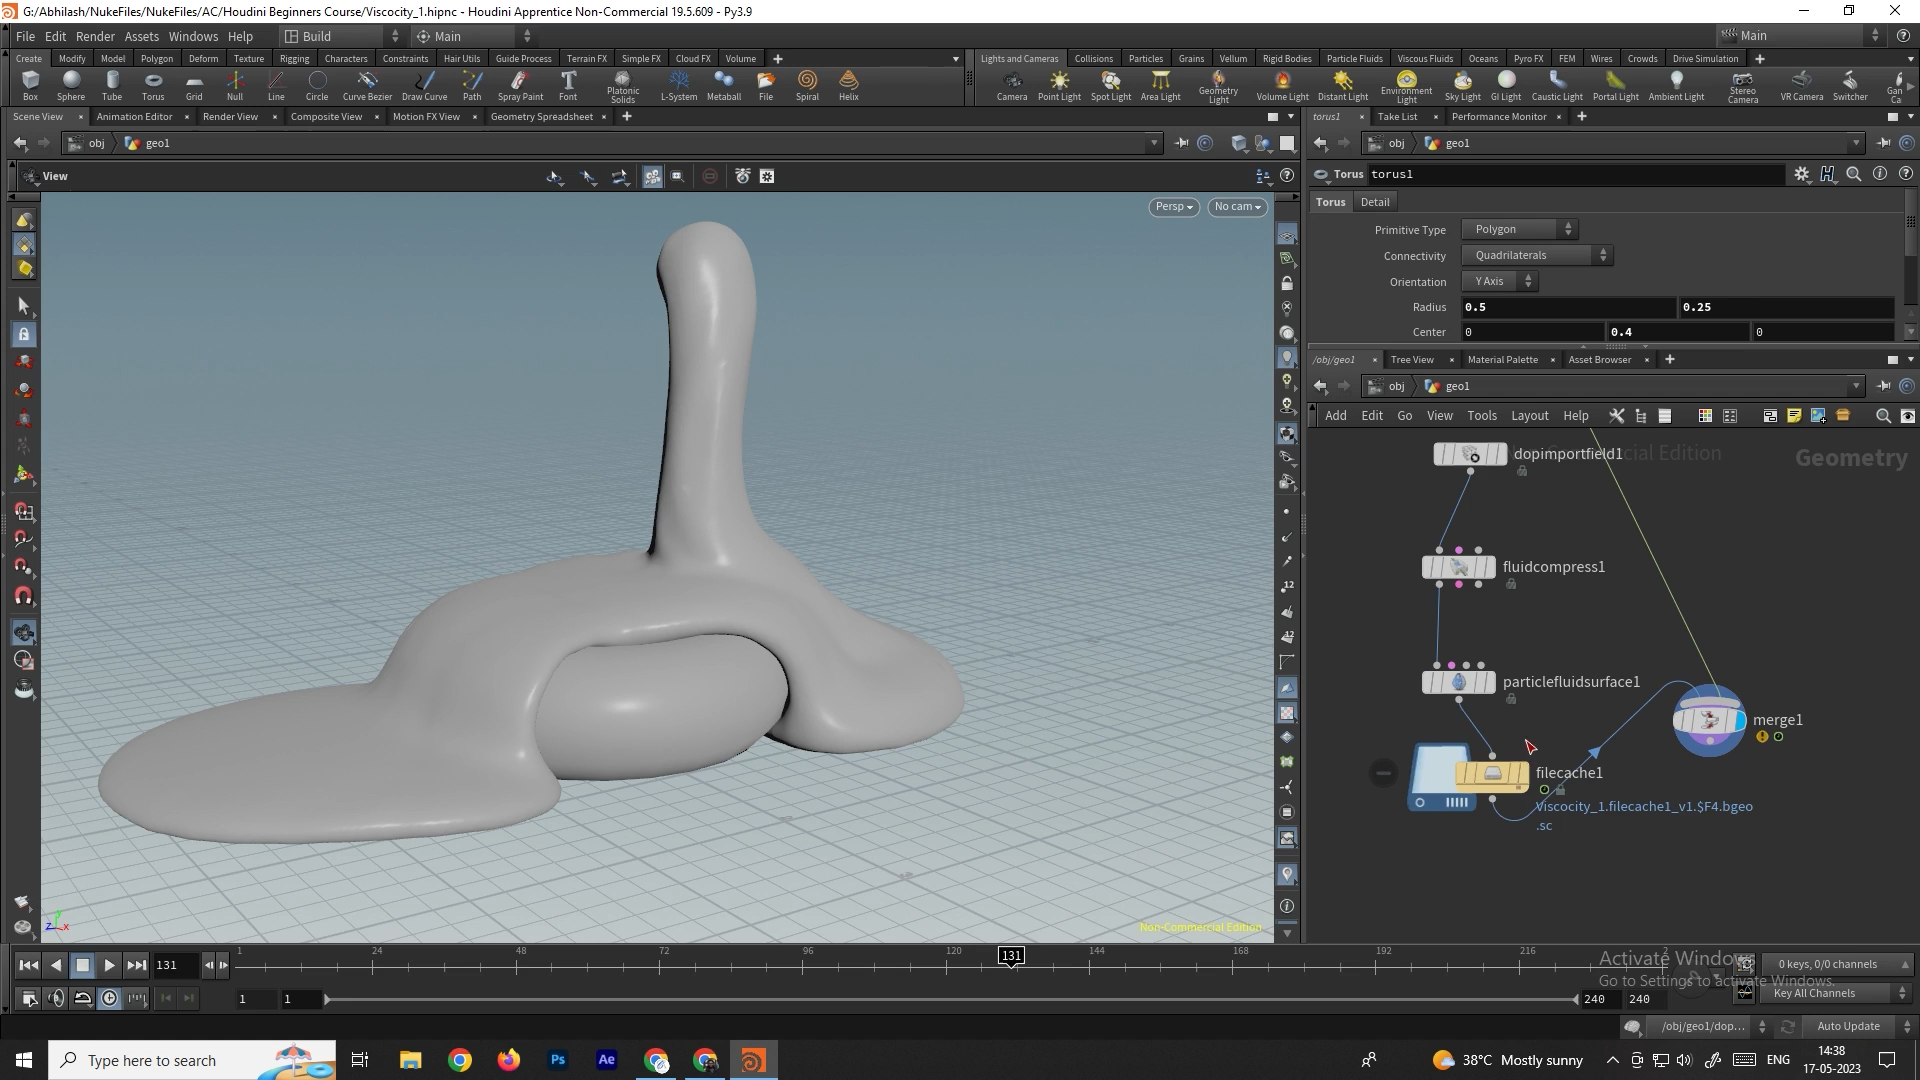 G:/Abhilash/NukeFiles/NukeFiles/AC/Houdini Beginners Course/Viscocity_1.hipnc - Houdini Apprentice Non-Commercial 19.5.609 - Py3.9
File Edit Render Assets Windows Help Build Main Main
Create Modify Model Polygon Deform Texture Rigging Characters Constraints Hair Utils Guide Process Terrain FX Simple FX Cloud FX Volume
Lights and Cameras Collisions Particles Grains Vellum Rigid Bodies Particle Fluids Viscous Fluids Oceans Pyro FX FEM Wires Crowds Drive Simulation
Box Sphere Tube Torus Grid Null Line Circle Curve Bezier Draw Curve Path Spray Paint Font Platonic Solids L-System Metaball File Spiral Helix
Camera Point Light Spot Light Area Light Geometry Light Volume Light Distant Light Environment Light Sky Light GI Light Caustic Light Portal Light Ambient Light Stereo Camera VR Camera Switcher
Scene View Animation Editor Render View Composite View Motion FX View Geometry Spreadsheet
torus1 Take List Performance Monitor
obj geo1
obj geo1
View
Torus torus1
Persp No cam
Torus Detail
Primitive Type Polygon
Connectivity Quadrilaterals
Orientation Y Axis
Radius 0.5 0.25
Center 0 0.4 0
/obj/geo1 Tree View Material Palette Asset Browser
obj geo1
Add Edit Go View Tools Layout Help
dopimportfield1
cial Edition
Geometry
fluidcompress1
particlefluidsurface1
merge1
filecache1
Viscocity_1.filecache1_v1.$F4.bgeo
.sc
12
12
z y x
Non-Commercial Edition
131
1 24 48 72 96 120 131 144 168 192 216
Activate Windows
Go to Settings to activate Windows.
0 keys, 0/0 channels
1 1 240 240
Key All Channels
/obj/geo1/dop... Auto Update
Type here to search
Ps Ae
38°C Mostly sunny
ENG
14:38
17-05-2023